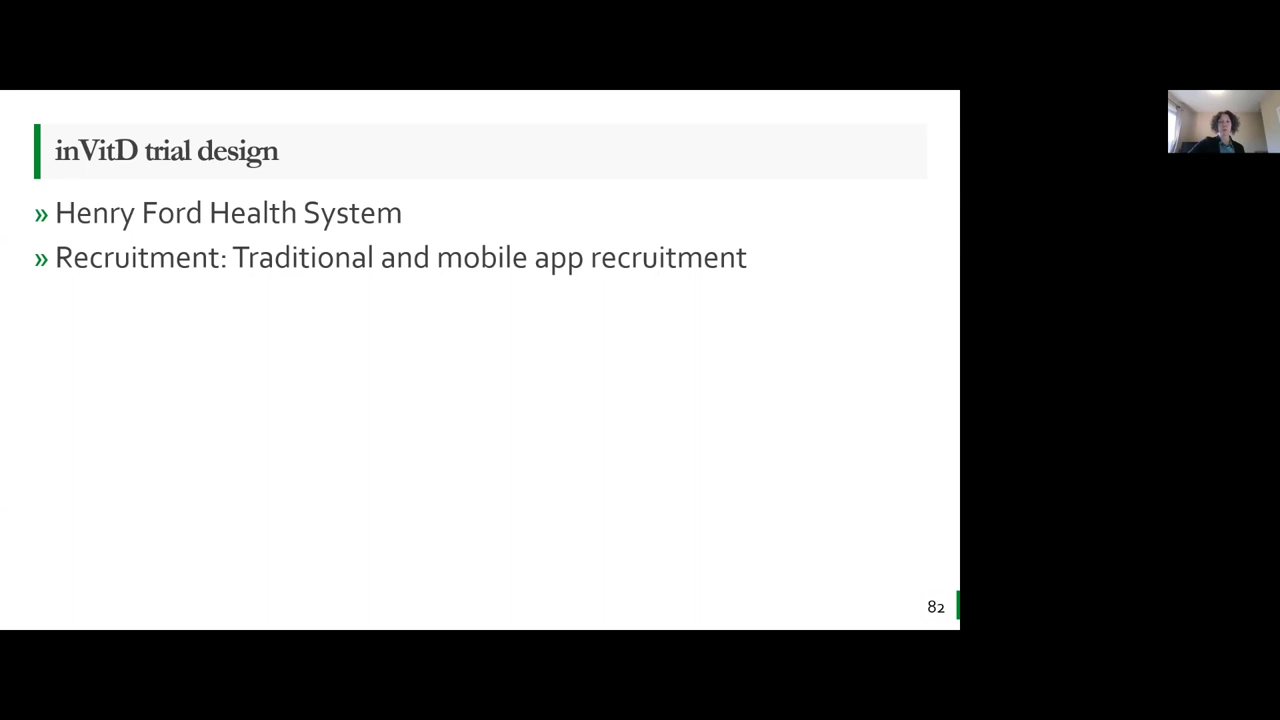 inVitD trial design
» Henry Ford Health System
» Recruitment: Traditional and mobile app recruitment
82